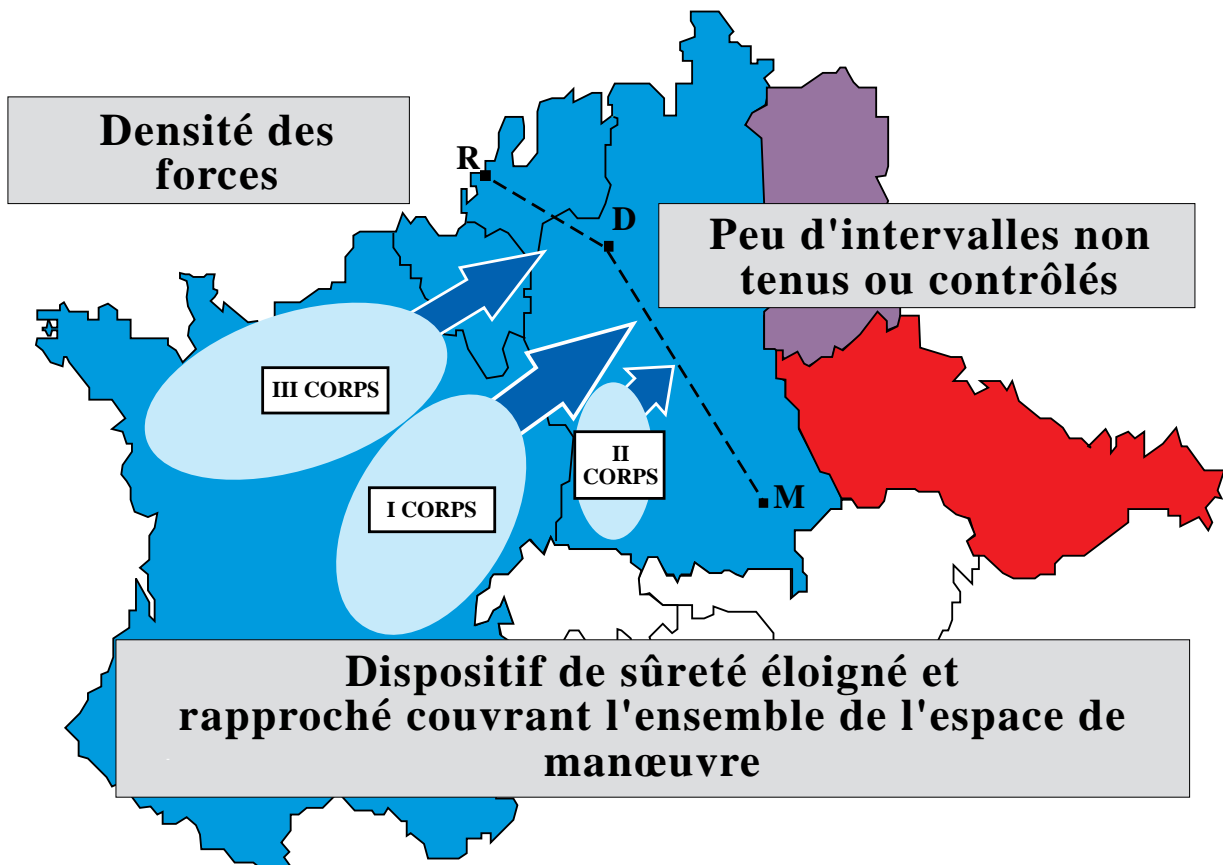 Densité des
forces
R
D
Peu d'intervalles non
tenus ou contrôlés
III CORPS
I CORPS
II
CORPS
M
Dispositif de sûreté éloigné et
rapproché couvrant l'ensemble de l'espace de
manœuvre